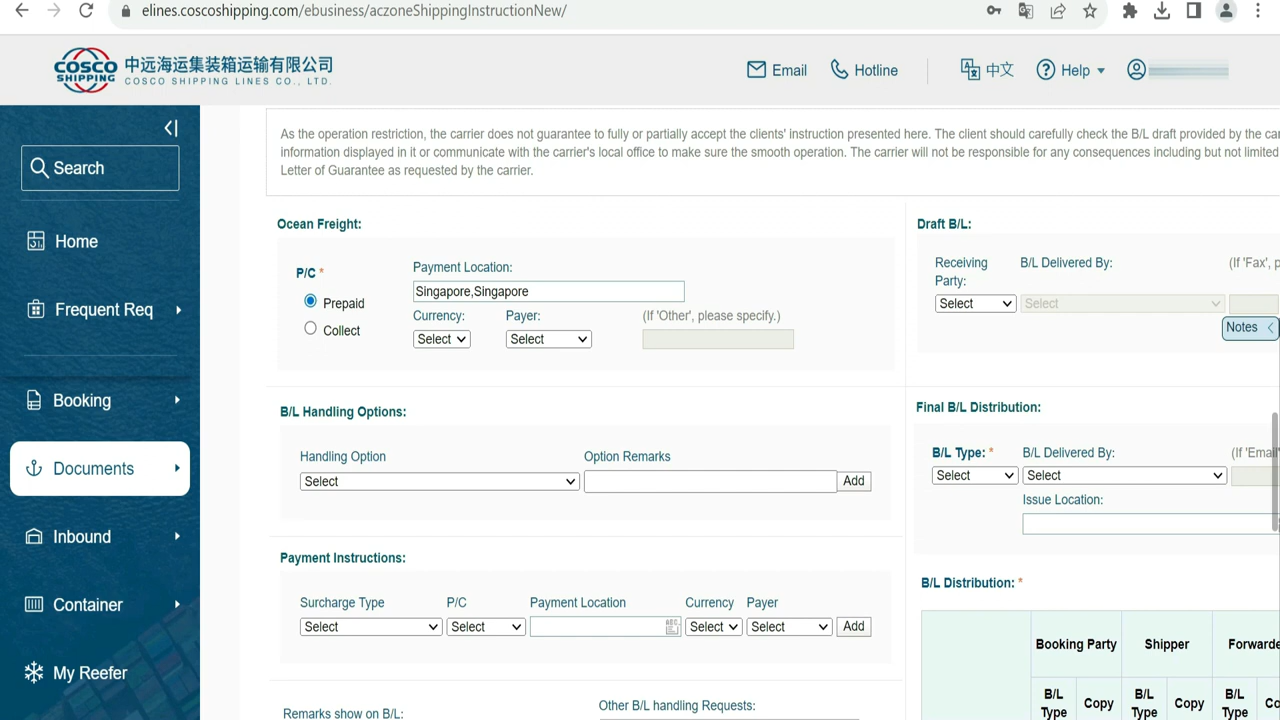 elines.coscoshipping.com/ebusiness/aczoneShippingInstructionNew/
COSCO
SHIPPING
中远海运集装箱运输有限公司
COSCO SHIPPING LINES CO., LTD.
Email
Hotline
中文
Help
Search
Home
Frequent Req
Booking
Documents
Inbound
Container
My Reefer
As the operation restriction, the carrier does not guarantee to fully or partially accept the clients' instruction presented here. The client should carefully check the B/L draft provided by the
information displayed in it or communicate with the carrier's local office to make sure the smooth operation. The carrier will not be responsible for any consequences including but not limited
Letter of Guarantee as requested by the carrier.
Ocean Freight:
P/C *
Prepaid
Collect
Payment Location:
Singapore,Singapore
Currency:
Payer:
(If 'Other', please specify.)
Select
Select
B/L Handling Options:
Handling Option
Option Remarks
Select
Add
Payment Instructions:
Surcharge Type
P/C
Payment Location
Currency
Payer
Select
Select
Select
Select
Add
Remarks show on B/L:
Other B/L handling Requests:
Draft B/L:
Receiving
Party:
B/L Delivered By:
(If 'Fax', p
Select
Select
Notes
Final B/L Distribution:
B/L Type: *
B/L Delivered By:
(If 'Email
Select
Select
Issue Location:
B/L Distribution: *
Booking Party
Shipper
Forwarde
B/L
Type
Copy
B/L
Type
Copy
B/L
Type
Co